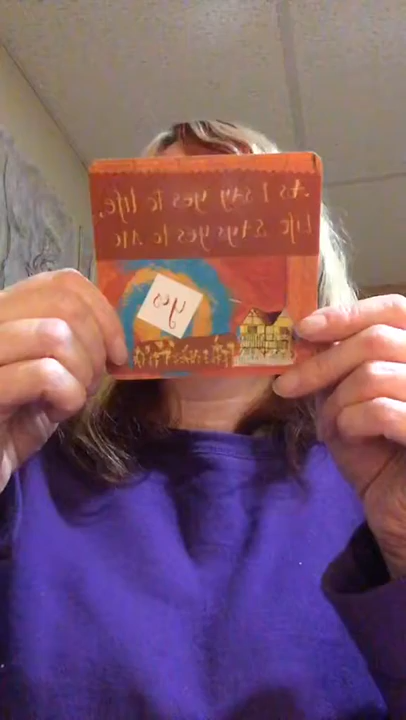 As I say yes to life,
Life says yes to me
yes